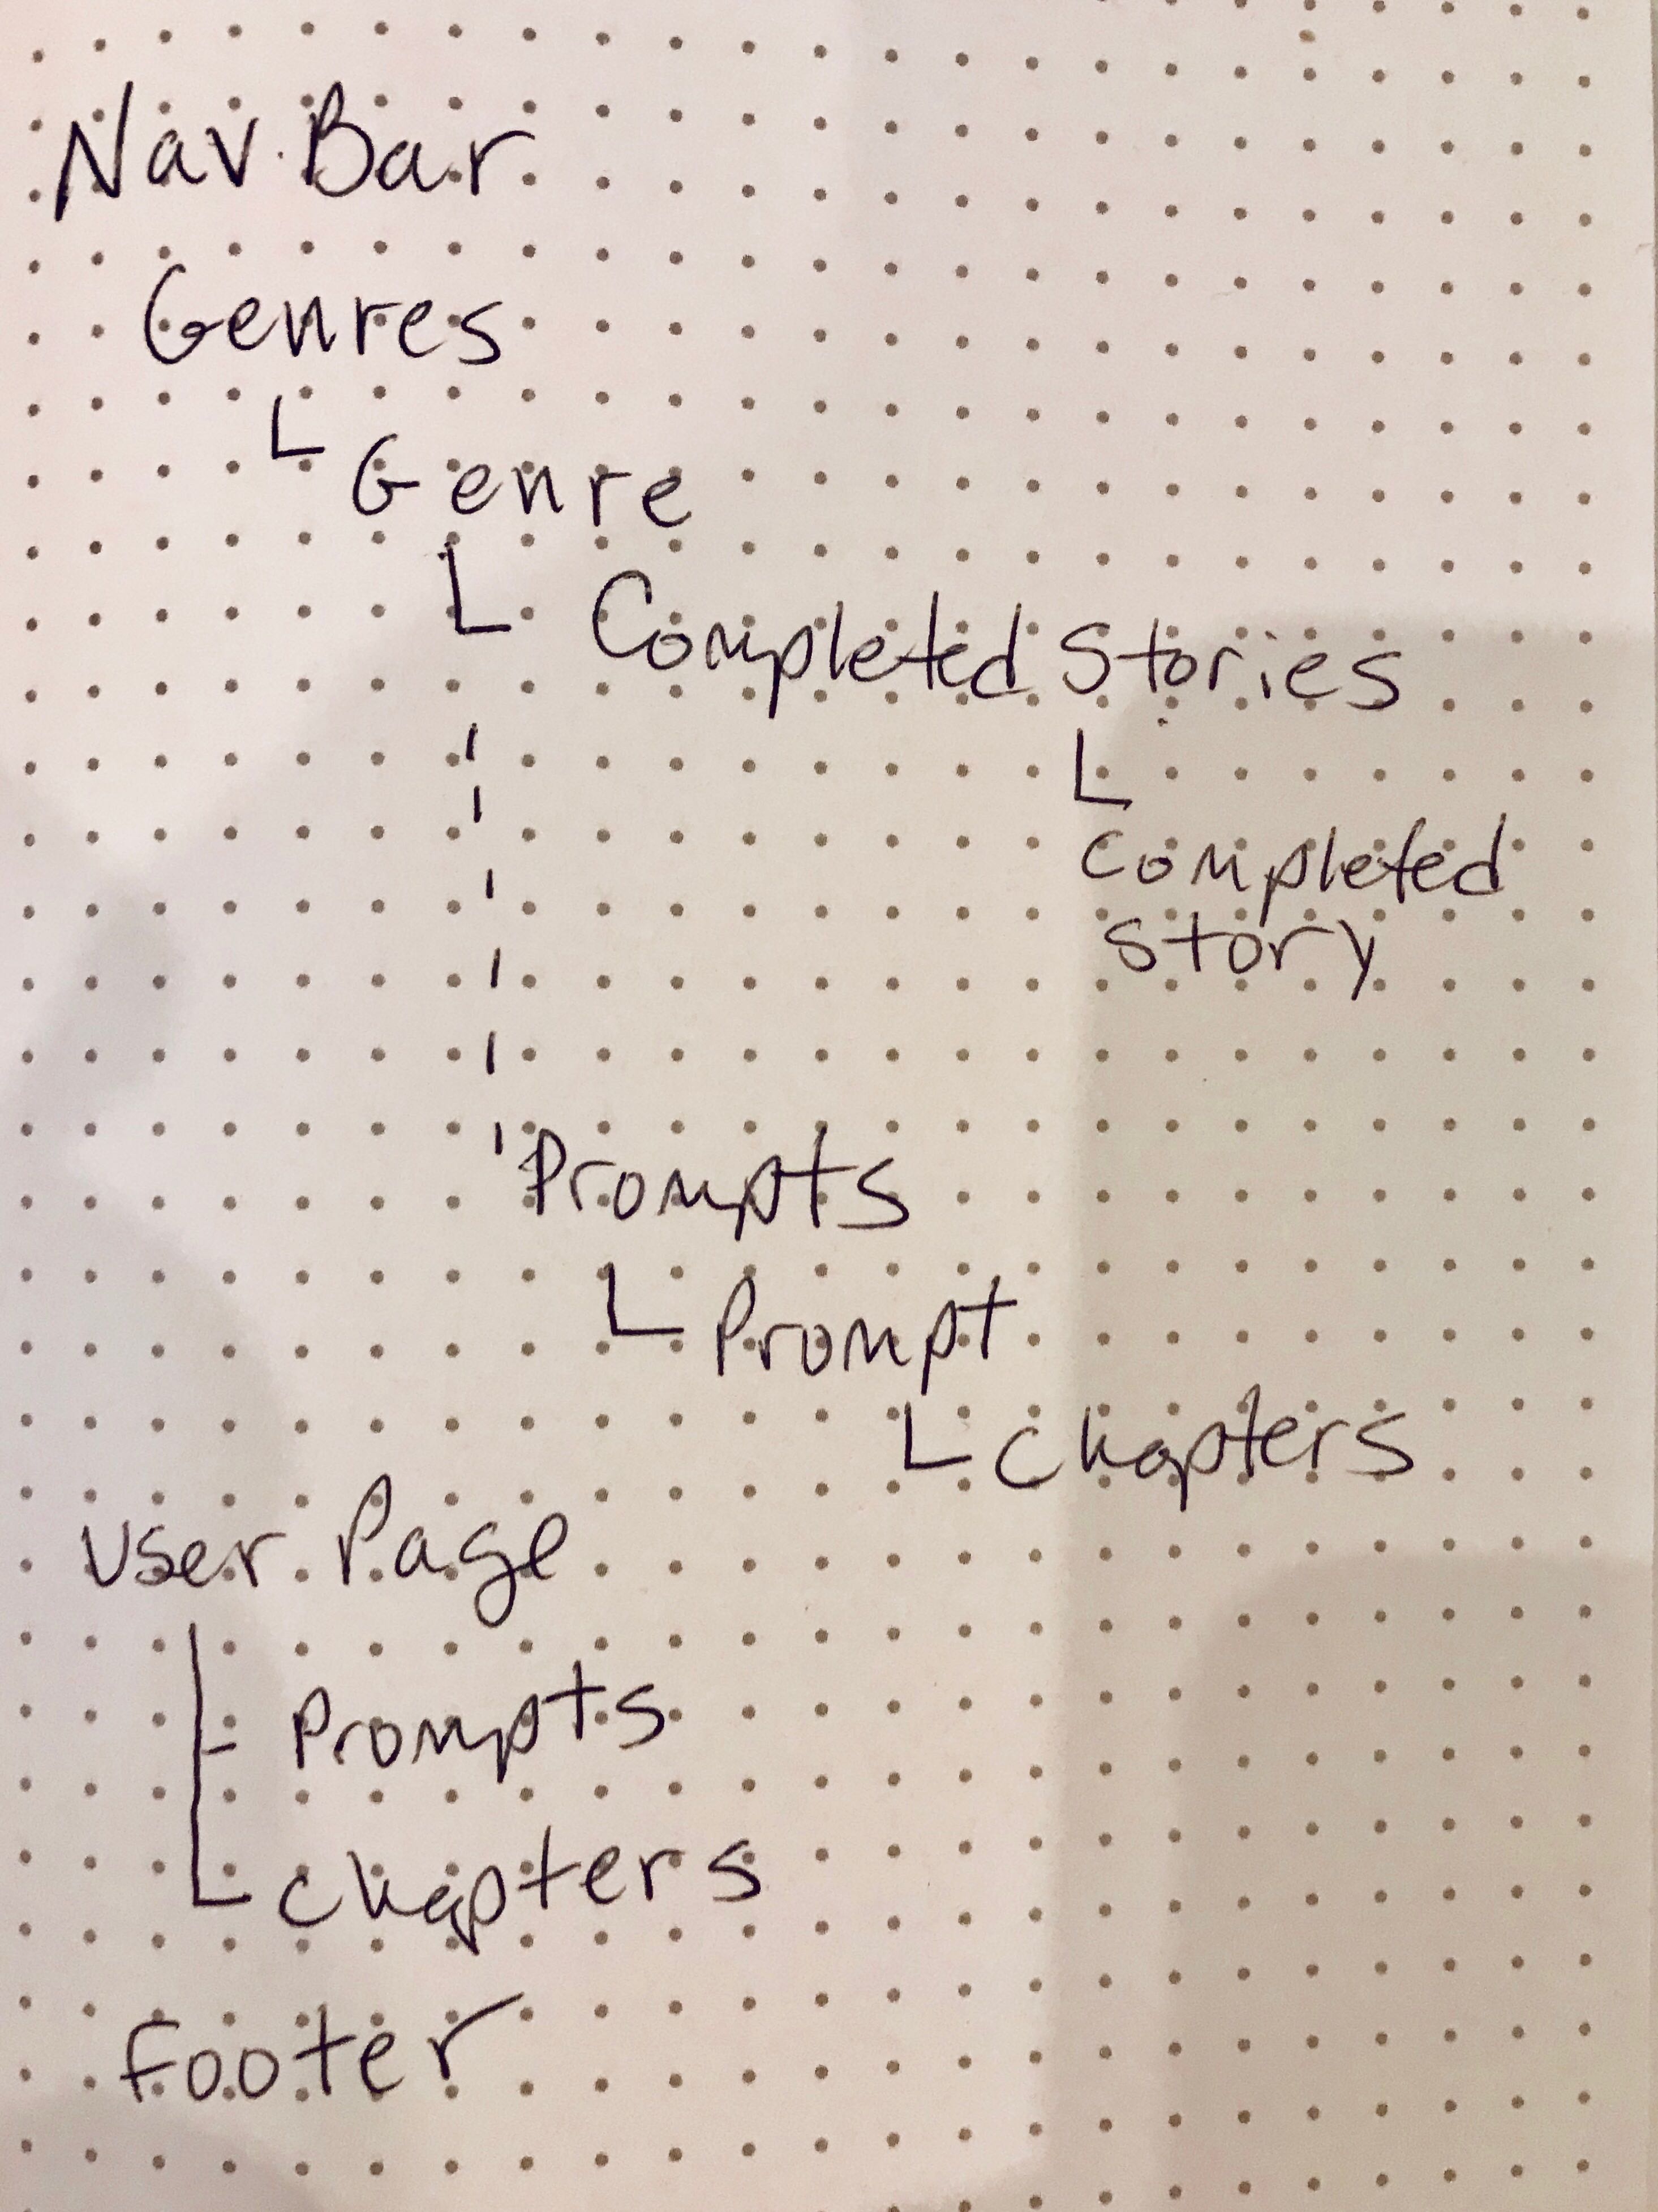 Nav Bar
Genres
Genre
Completed Stories
Completed
Story
Prompts
Prompt
Chapters
User Page
Prompts
Chapters
Footer